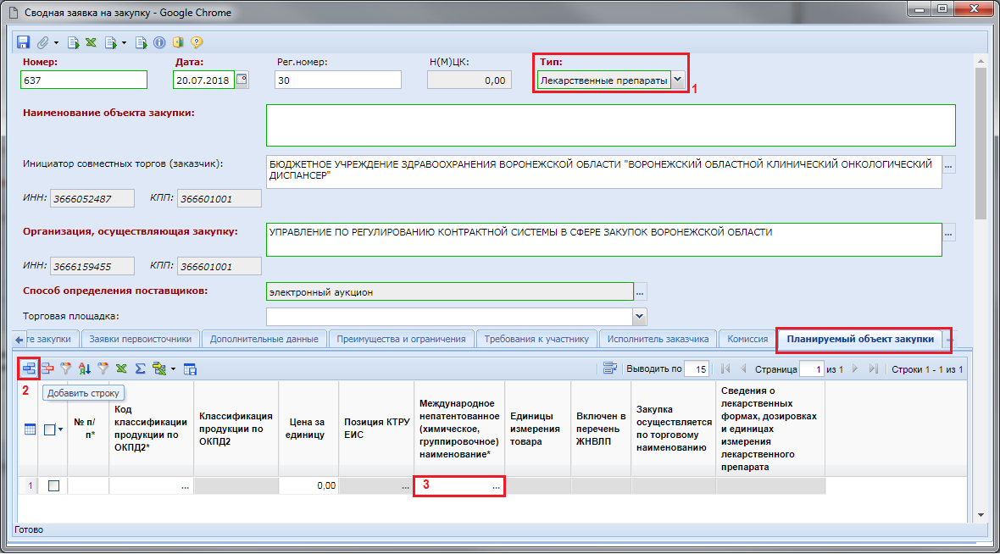 Сводная заявка на закупку - Google Chrome
Номер: Дата: Рег.номер: Н(М)ЦК: Тип:
637 20.07.2018 30 0,00 Лекарственные препараты 1
Наименование объекта закупки:
Инициатор совместных торгов (заказчик): БЮДЖЕТНОЕ УЧРЕЖДЕНИЕ ЗДРАВООХРАНЕНИЯ ВОРОНЕЖСКОЙ ОБЛАСТИ "ВОРОНЕЖСКИЙ ОБЛАСТНОЙ КЛИНИЧЕСКИЙ ОНКОЛОГИЧЕСКИЙ ...
ДИСПАНСЕР"
ИНН: 3666052487 КПП: 366601001
Организация, осуществляющая закупку: УПРАВЛЕНИЕ ПО РЕГУЛИРОВАНИЮ КОНТРАКТНОЙ СИСТЕМЫ В СФЕРЕ ЗАКУПОК ВОРОНЕЖСКОЙ ОБЛАСТИ ...
ИНН: 3666159455 КПП: 366601001
Способ определения поставщиков: электронный аукцион ...
Торговая площадка:
ге закупки Заявки первоисточники Дополнительные данные Преимущества и ограничения Требования к участнику Исполнитель заказчика Комиссия Планируемый объект закупки
Выводить по 15 Страница 1 из 1 Строки 1 - 1 из 1
2 Добавить строку
№ п/
п*
Код
классификации
продукции по
ОКПД2*
Классификация
продукции по
ОКПД2
Цена за
единицу
Позиция КТРУ
ЕИС
Международное
непатентованное
(химическое,
группировочное)
наименование*
Единицы
измерения
товара
Включен в
перечень
ЖНВЛП
Закупка
осуществляется
по торговому
наименованию
Сведения о
лекарственных
формах, дозировках
и единицах
измерения
лекарственного
препарата
1 ... 0,00 ... 3 ...
Готово